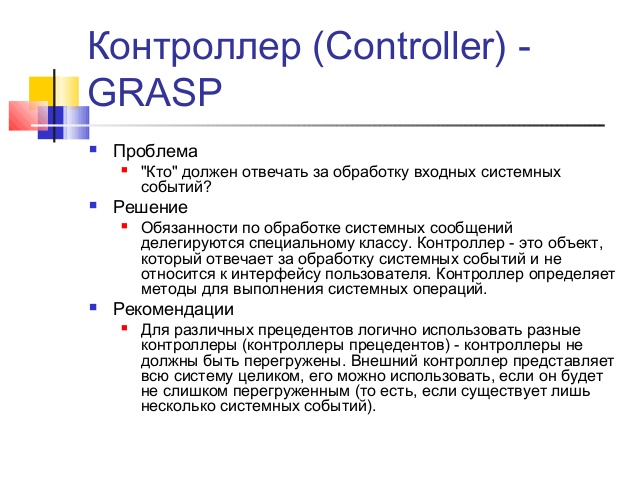 Контроллер (Controller) -
GRASP
Проблема
"Кто" должен отвечать за обработку входных системных
событий?
Решение
Обязанности по обработке системных сообщений
делегируются специальному классу. Контроллер - это объект,
который отвечает за обработку системных событий и не
относится к интерфейсу пользователя. Контроллер определяет
методы для выполнения системных операций.
Рекомендации
Для различных прецедентов логично использовать разные
контроллеры (контроллеры прецедентов) - контроллеры не
должны быть перегружены. Внешний контроллер представляет
всю систему целиком, его можно использовать, если он будет
не слишком перегруженным (то есть, если существует лишь
несколько системных событий).